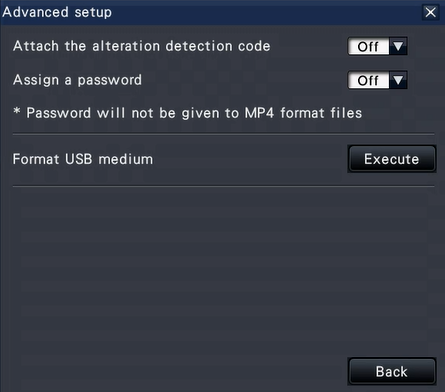 Advanced setup
Attach the alteration detection code Off
Assign a password Off
* Password will not be given to MP4 format files
Format USB medium Execute
Back